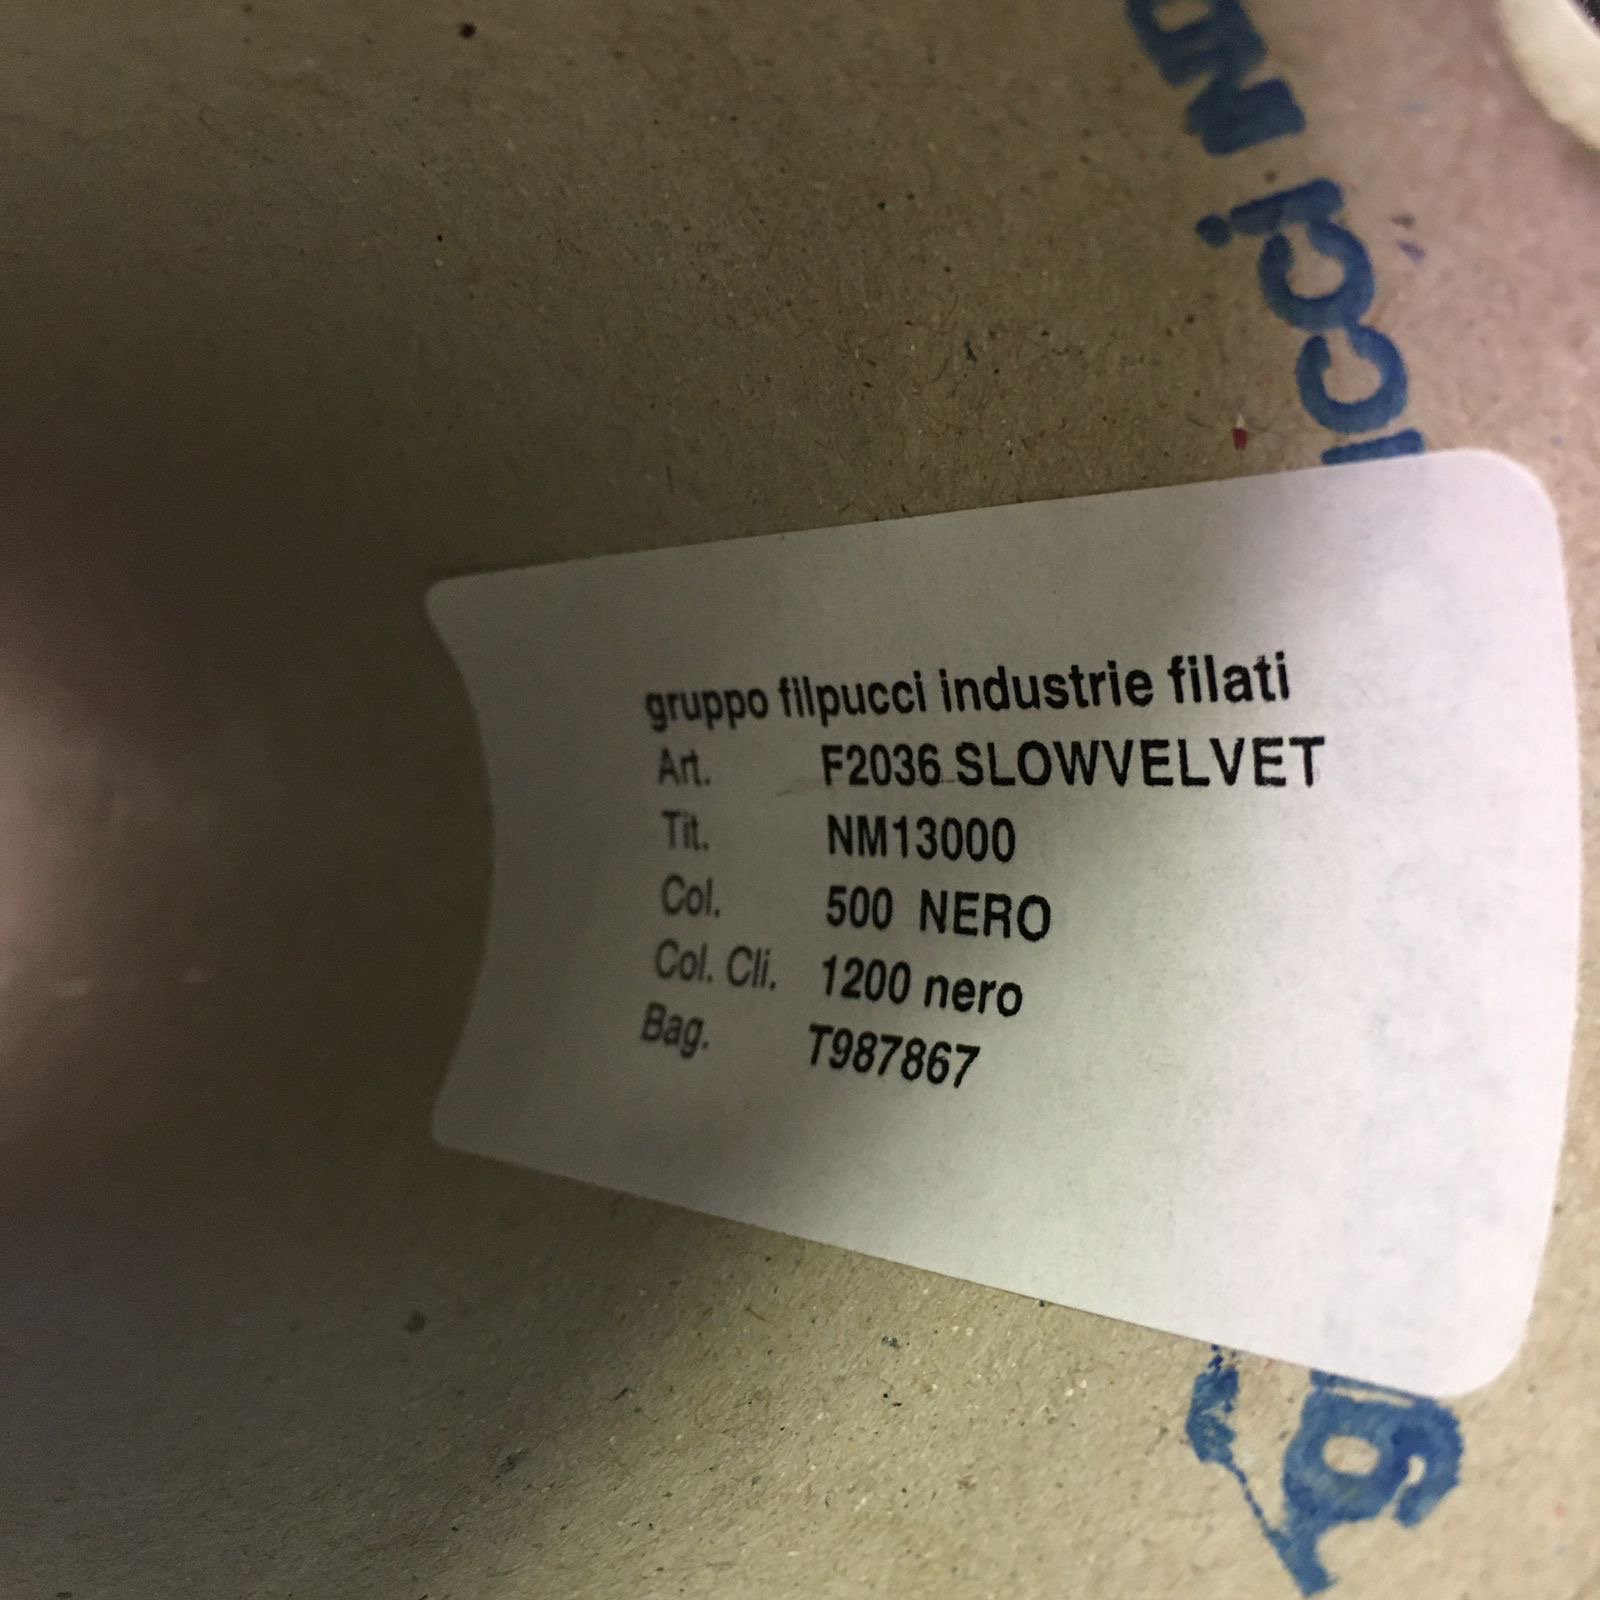 gruppo filpucci industrie filati
Art. F2036 SLOWVELVET
Tit. NM13000
Col. 500 NERO
Col. Cli. 1200 nero
Bag. T987867